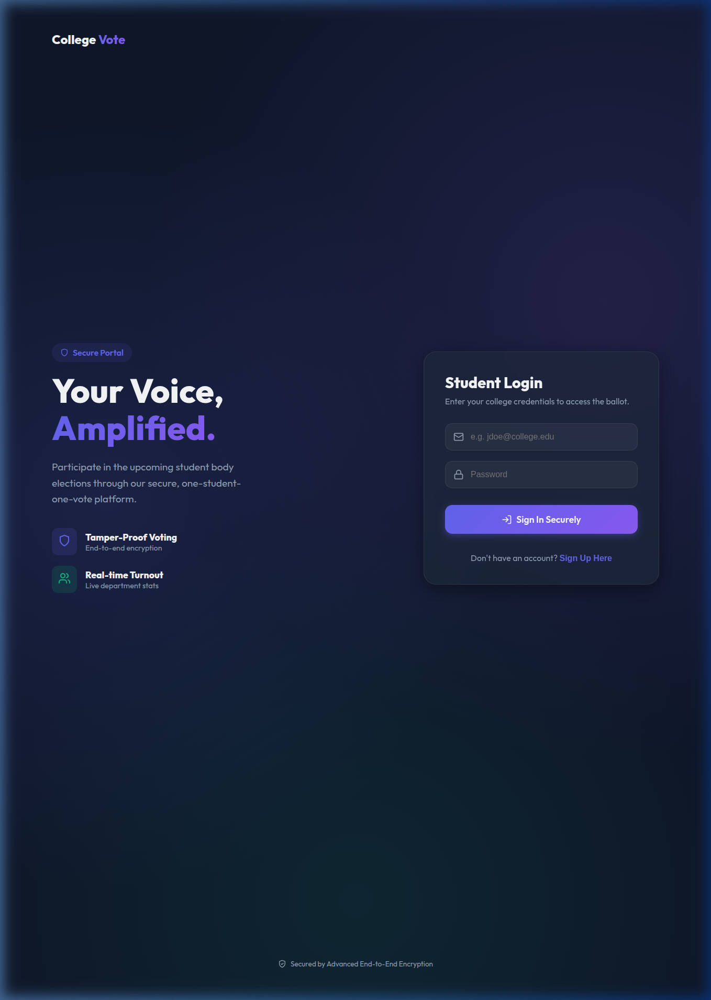 College Vote
Secure Portal
Your Voice,
Amplified.
Participate in the upcoming student body
elections through our secure, one-student-
one-vote platform.
Tamper-Proof Voting
End-to-end encryption
Real-time Turnout
Live department stats
Student Login
Enter your college credentials to access the ballot.
e.g. jdoe@college.edu
Password
Sign In Securely
Don't have an account? Sign Up Here
Secured by Advanced End-to-End Encryption